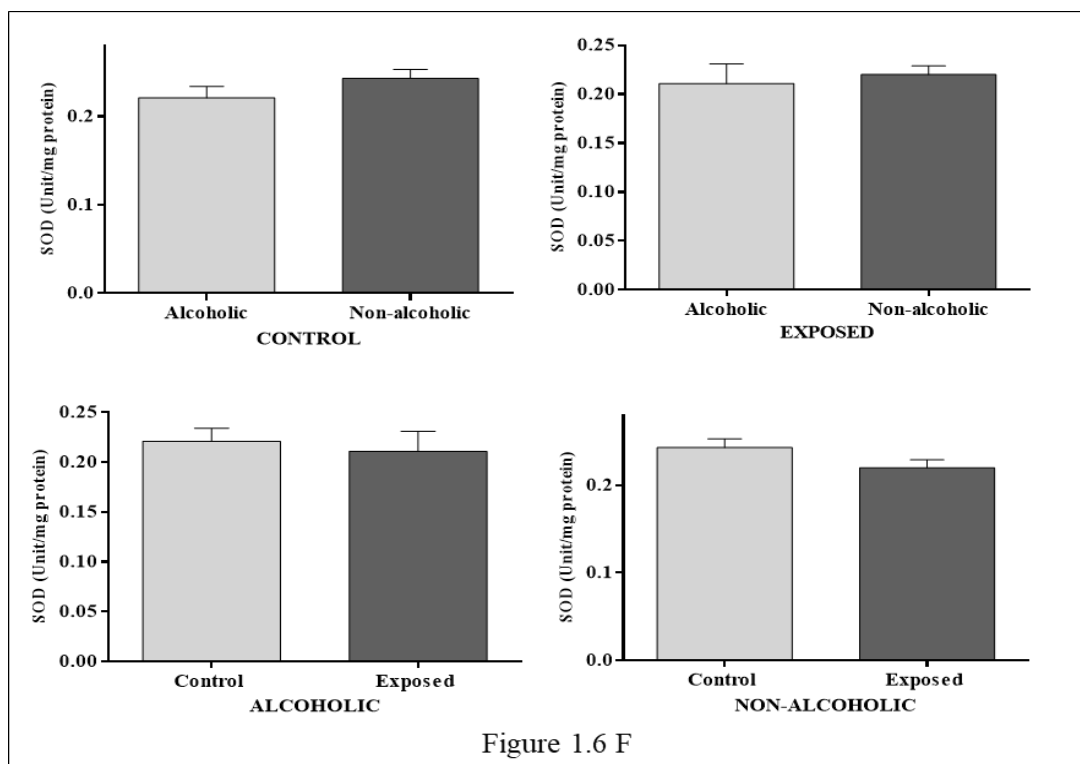 SOD (Unit/mg protein)
0.2
0.1
0.0
Alcoholic Non-alcoholic
CONTROL
SOD (Unit/mg protein)
0.25
0.20
0.15
0.10
0.05
0.00
Alcoholic Non-alcoholic
EXPOSED
SOD (Unit/mg protein)
0.25
0.20
0.15
0.10
0.05
0.00
Control Exposed
ALCOHOLIC
SOD (Unit/mg protein)
0.2
0.1
0.0
Control Exposed
NON-ALCOHOLIC
Figure 1.6 F